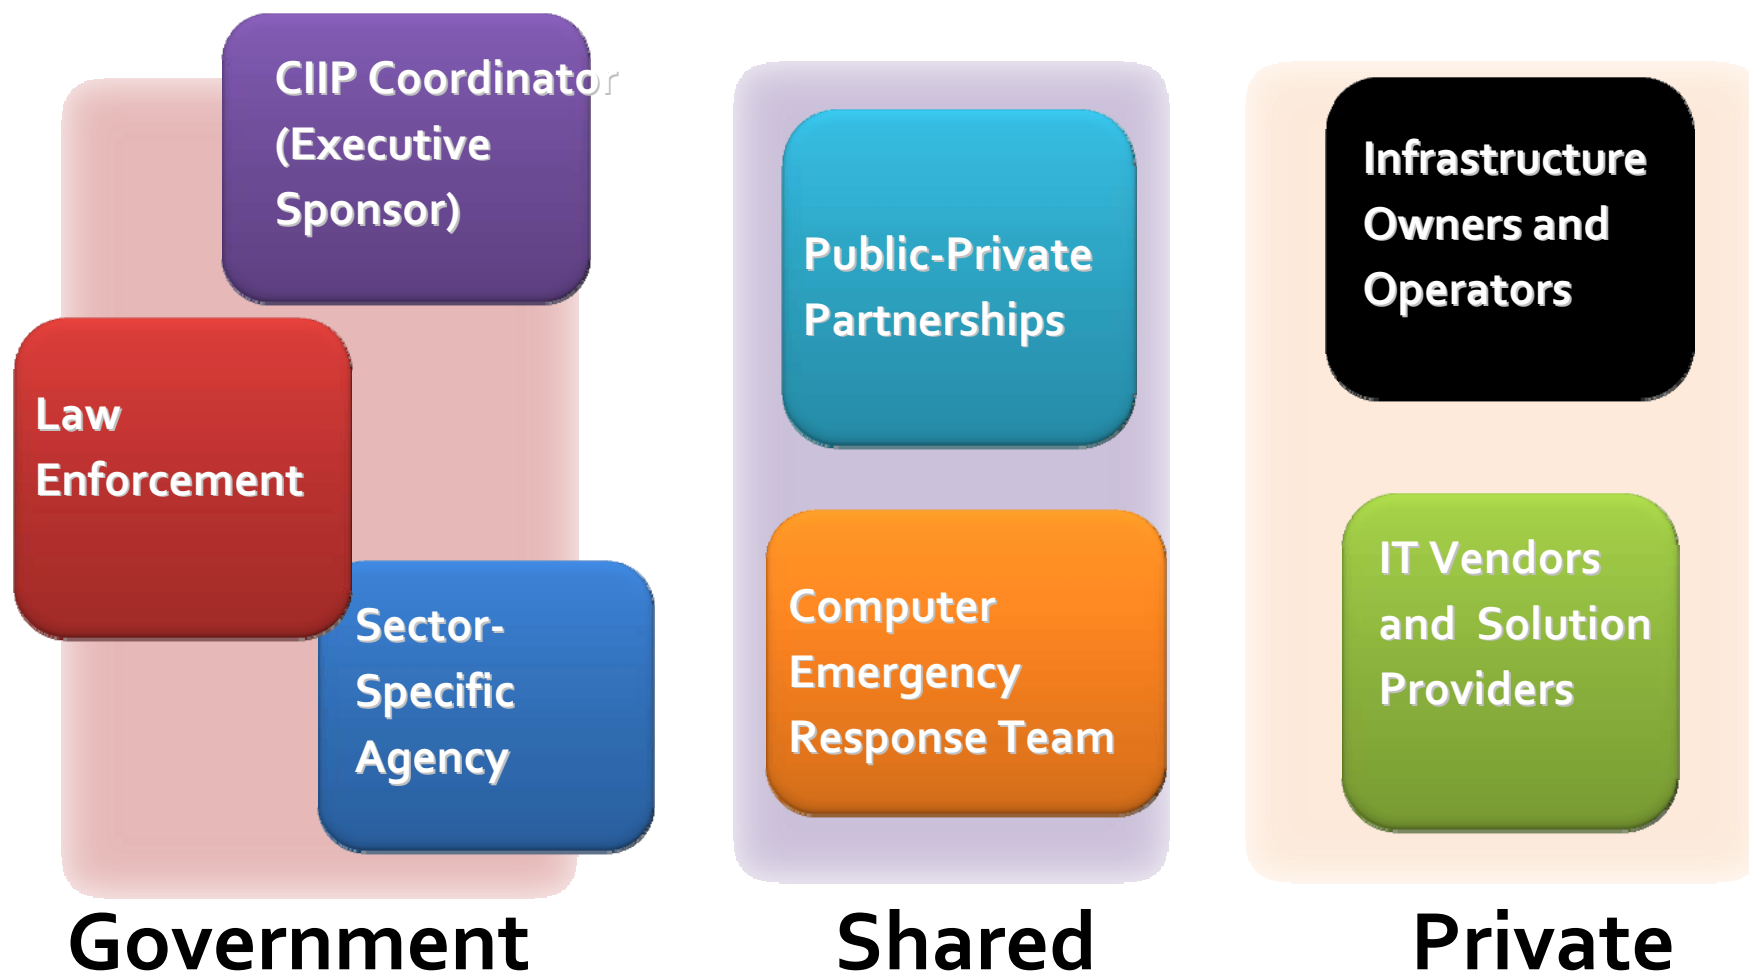 CIIP Coordinator
(Executive
Sponsor)
Law
Enforcement
Sector-
Specific
Agency
Government
Public-Private
Partnerships
Computer
Emergency
Response Team
Shared
Infrastructure
Owners and
Operators
IT Vendors
and Solution
Providers
Private